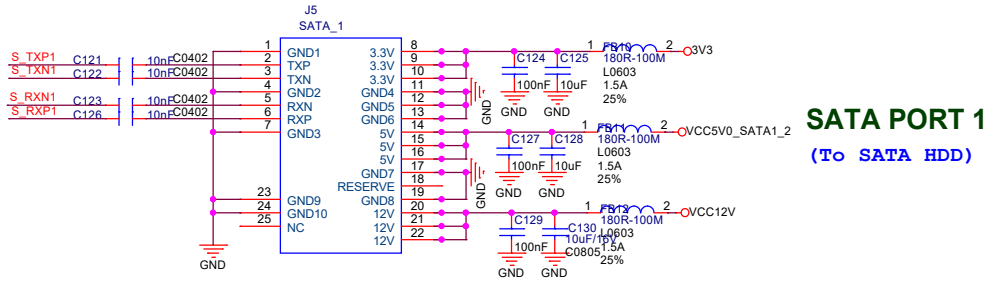 J5
SATA_1
S_TXP1 C121 10nF C0402
S_TXN1 C122 10nF C0402
S_RXN1 C123 10nF C0402
S_RXP1 C126 10nF C0402
1 GND1
2 TXP
3 TXN
4 GND2
5 RXN
6 RXP
7 GND3
23 GND9
24 GND10
25 NC
GND
3.3V 8
3.3V 9
3.3V 10
GND4 11
GND5 12
GND6 13
5V 14
5V 15
5V 16
GND7 17
RESERVE 18
GND8 19
12V 20
12V 21
12V 22
GND
GND
C124
100nF
GND
C125
10uF
GND
1 FB10 2 3V3
180R-100M
L0603
1.5A
25%
C127
100nF
GND
C128
10uF
GND
1 FB11 2 VCC5V0_SATA1_2
180R-100M
L0603
1.5A
25%
C129
100nF
GND
C130
10uF/16V
C0805
GND
1 FB12 2 VCC12V
180R-100M
L0603
1.5A
25%
SATA PORT 1
(To SATA HDD)